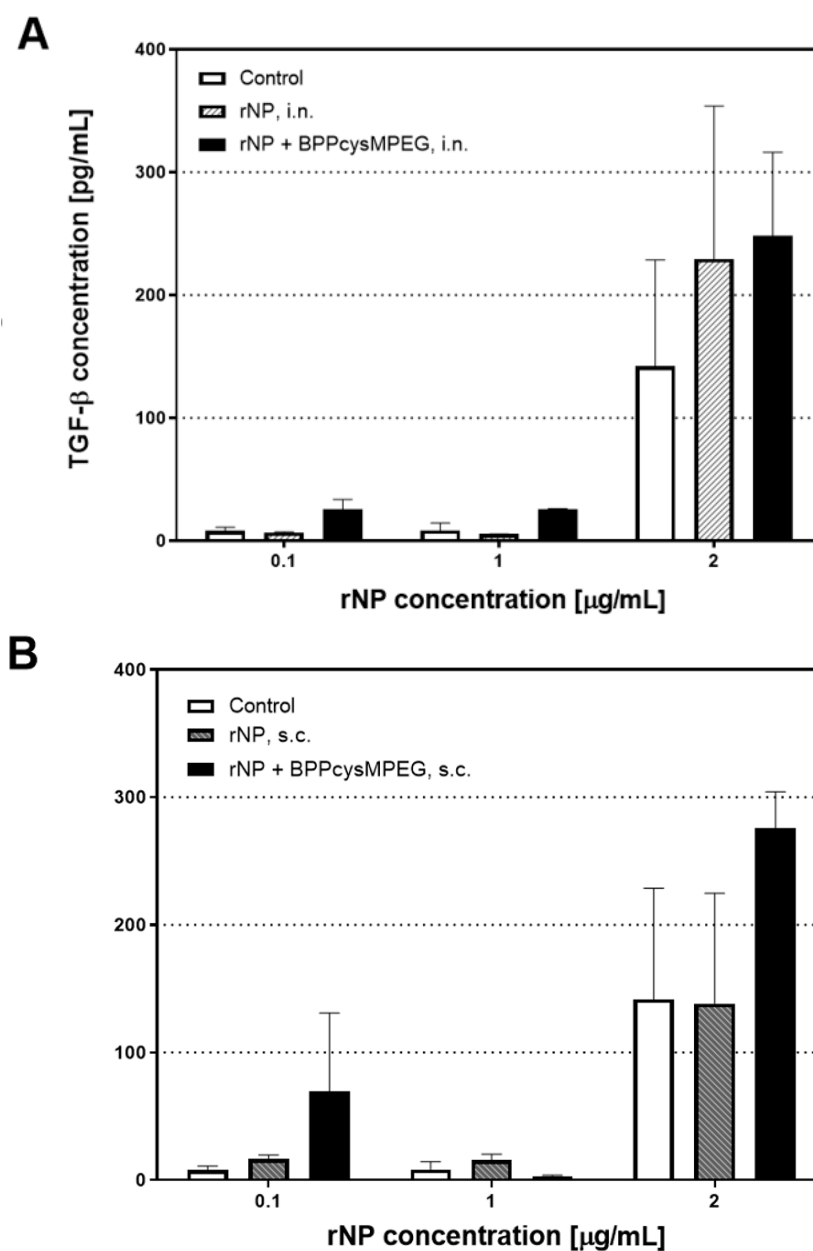 A
400
300
200
100
0
TGF-β concentration [pg/mL]
Control
rNP, i.n.
rNP + BPPcysMPEG, i.n.
0.1 1 2
rNP concentration [μg/mL]
B
400
300
200
100
0
Control
rNP, s.c.
rNP + BPPcysMPEG, s.c.
0.1 1 2
rNP concentration [μg/mL]